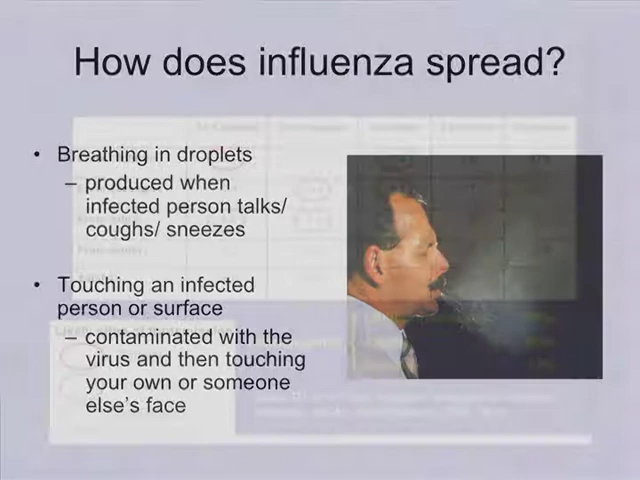 How does influenza spread?
• Breathing in droplets
– produced when
infected person talks/
coughs/ sneezes
• Touching an infected
person or surface
– contaminated with the
virus and then touching
your own or someone
else's face